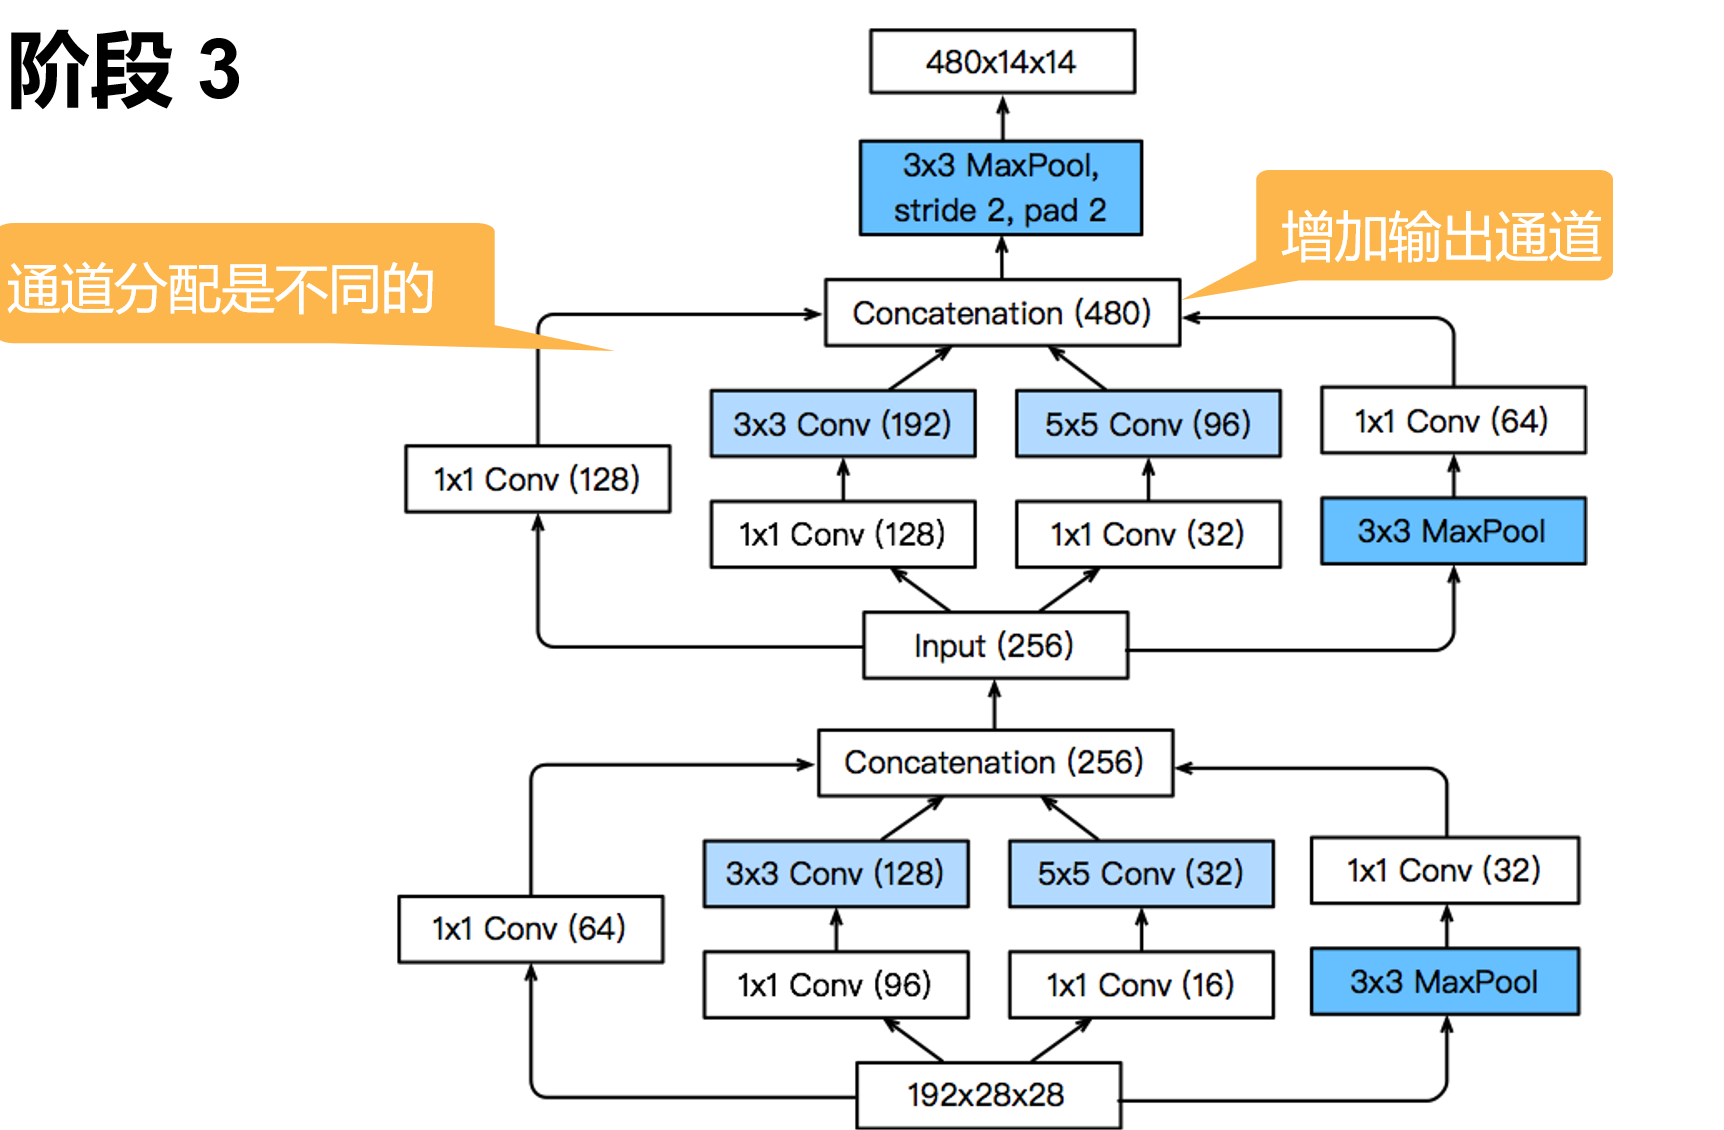 阶段 3
480x14x14
3x3 MaxPool,
stride 2, pad 2
增加输出通道
通道分配是不同的
Concatenation (480)
3x3 Conv (192)
5x5 Conv (96)
1x1 Conv (64)
1x1 Conv (128)
1x1 Conv (128)
1x1 Conv (32)
3x3 MaxPool
Input (256)
Concatenation (256)
3x3 Conv (128)
5x5 Conv (32)
1x1 Conv (32)
1x1 Conv (64)
1x1 Conv (96)
1x1 Conv (16)
3x3 MaxPool
192x28x28